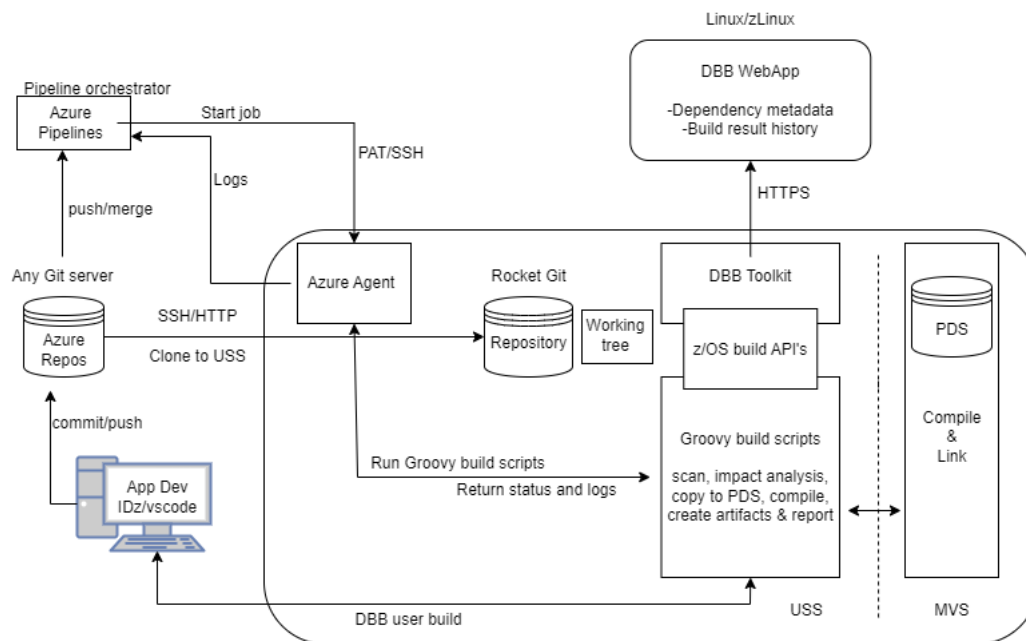 Linux/zLinux
DBB WebApp
-Dependency metadata
-Build result history
Pipeline orchestrator
Azure
Pipelines
Start job
PAT/SSH
Logs
HTTPS
push/merge
Any Git server
Azure
Repos
SSH/HTTP
Clone to USS
Azure Agent
Rocket Git
Repository
Working
tree
DBB Toolkit
z/OS build API's
PDS
Compile
&
Link
commit/push
App Dev
IDz/vscode
Run Groovy build scripts
Return status and logs
Groovy build scripts
scan, impact analysis,
copy to PDS, compile,
create artifacts & report
DBB user build
USS
MVS